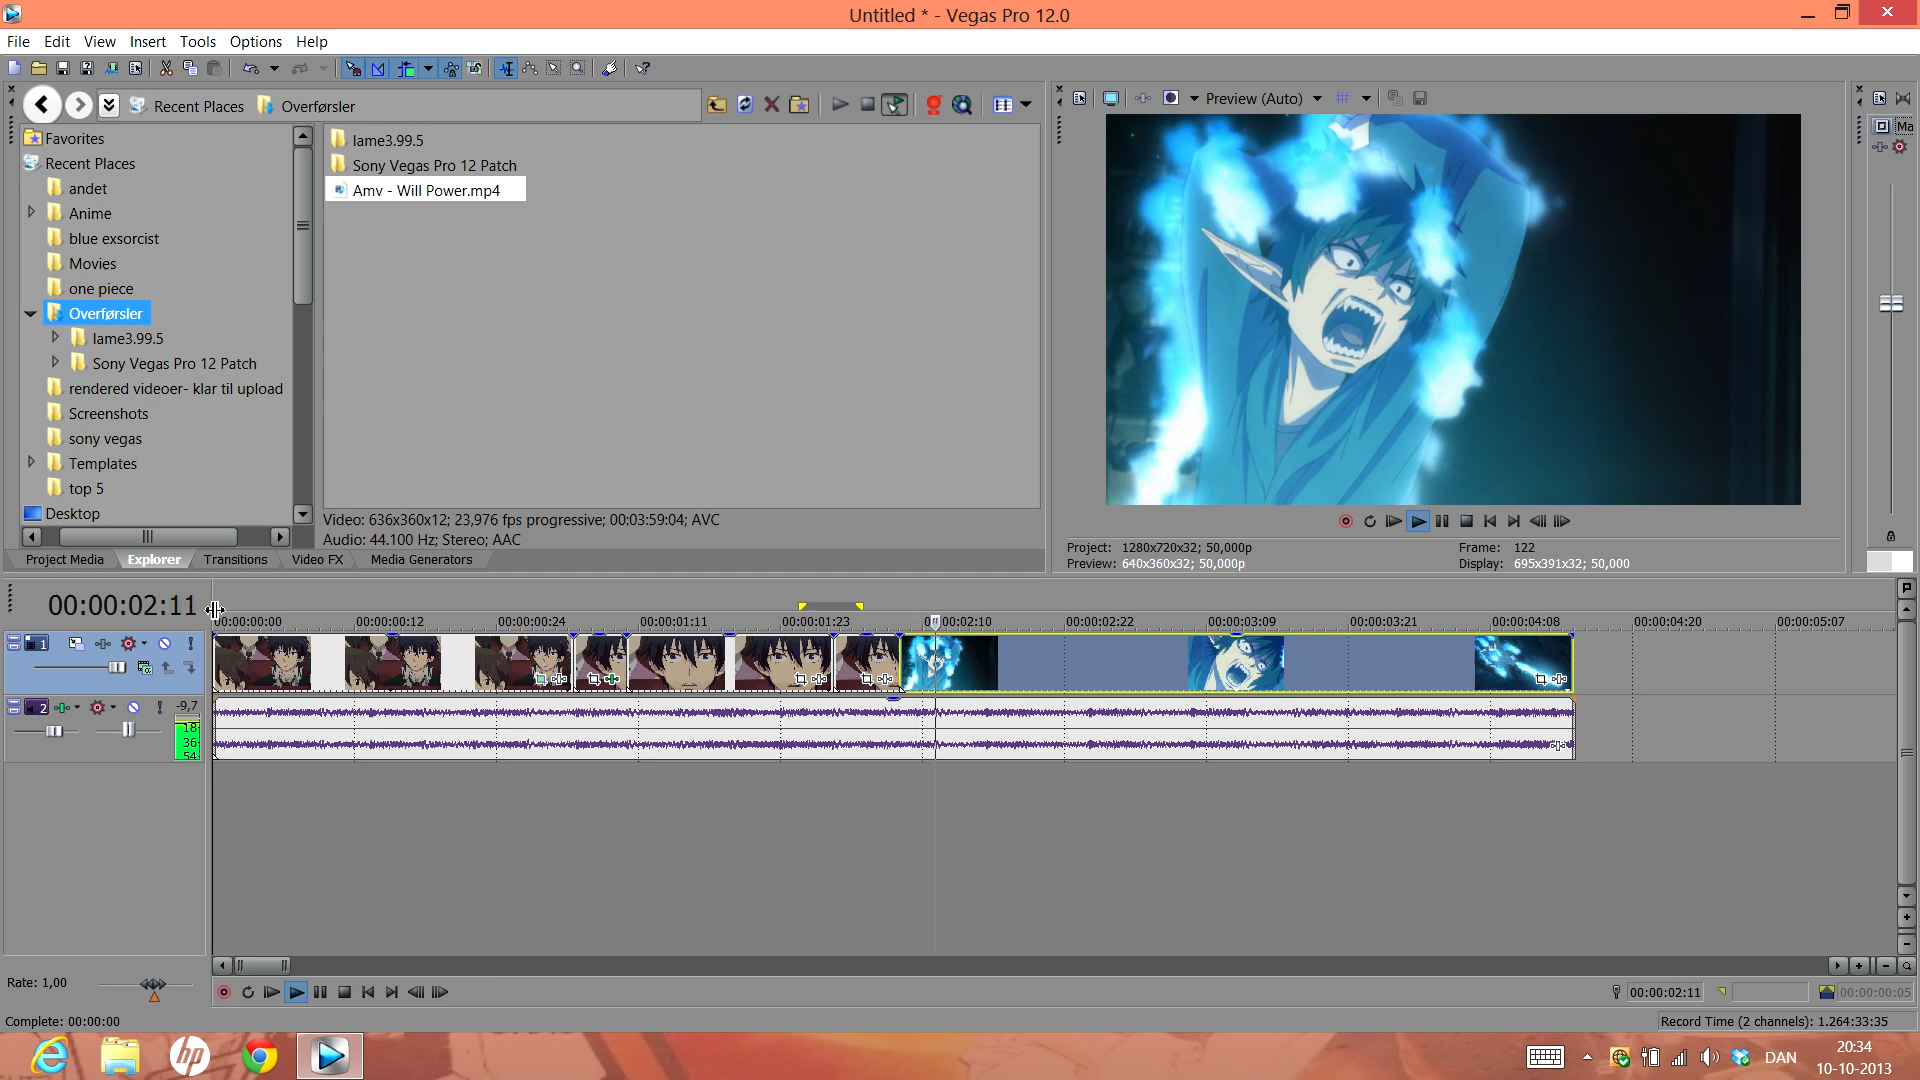 Untitled * - Vegas Pro 12.0
File Edit View Insert Tools Options Help
Recent Places Overførsler
Preview (Auto)
Ma
Favorites
Recent Places
andet
Anime
blue exsorcist
Movies
one piece
Overførsler
lame3.99.5
Sony Vegas Pro 12 Patch
rendered videoer- klar til upload
Screenshots
sony vegas
Templates
top 5
Desktop
lame3.99.5
Sony Vegas Pro 12 Patch
Amv - Will Power.mp4
Video: 636x360x12; 23,976 fps progressive; 00:03:59:04; AVC
Audio: 44.100 Hz; Stereo; AAC
Project Media Explorer Transitions Video FX Media Generators
Project: 1280x720x32; 50,000p
Preview: 640x360x32; 50,000p
Frame: 122
Display: 695x391x32; 50,000
00:00:02:11
00:00:00:00 00:00:00:12 00:00:00:24 00:00:01:11 00:00:01:23 00:00:02:10 00:00:02:22 00:00:03:09 00:00:03:21 00:00:04:08 00:00:04:20 00:00:05:07
1
2
-9,7
18
36
54
Rate: 1,00
00:00:02:11
00:00:00:05
Complete: 00:00:00
Record Time (2 channels): 1.264:33:35
hp
DAN
20:34
10-10-2013